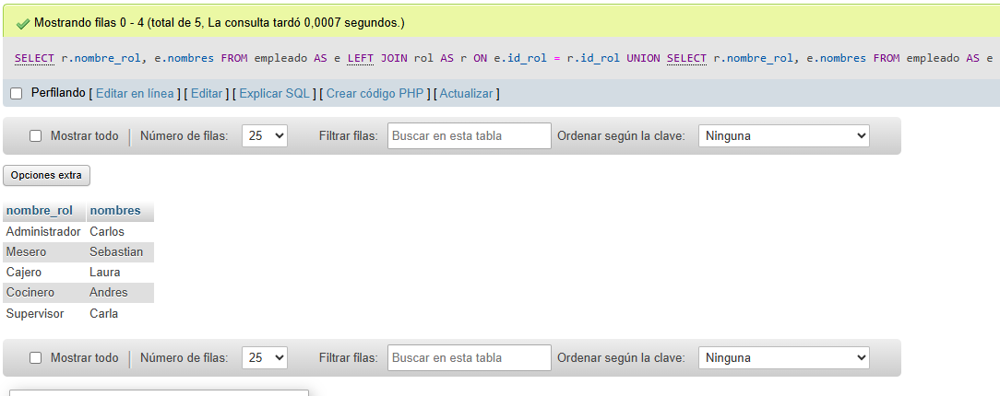 Mostrando filas 0 - 4 (total de 5, La consulta tardó 0,0007 segundos.)
SELECT r.nombre_rol, e.nombres FROM empleado AS e LEFT JOIN rol AS r ON e.id_rol = r.id_rol UNION SELECT r.nombre_rol, e.nombres FROM empleado AS e
Perfilando [ Editar en línea ] [ Editar ] [ Explicar SQL ] [ Crear código PHP ] [ Actualizar ]
Mostrar todo | Número de filas: 25 Filtrar filas: Buscar en esta tabla Ordenar según la clave: Ninguna
Opciones extra
nombre_rol nombres
Administrador Carlos
Mesero Sebastian
Cajero Laura
Cocinero Andres
Supervisor Carla
Mostrar todo | Número de filas: 25 Filtrar filas: Buscar en esta tabla Ordenar según la clave: Ninguna